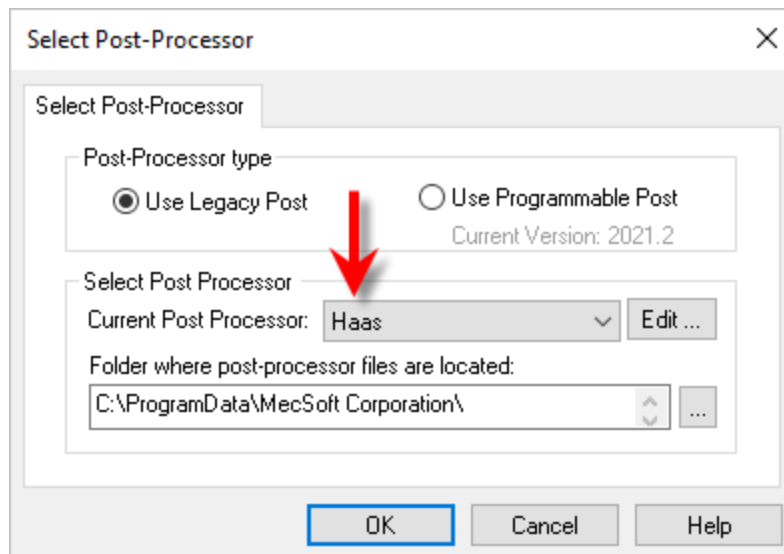 Select Post-Processor
Select Post-Processor
Post-Processor type
Use Legacy Post
Use Programmable Post
Current Version: 2021.2
Select Post Processor
Current Post Processor: Haas Edit ...
Folder where post-processor files are located:
C:\ProgramData\MecSoft Corporation\ ...
OK Cancel Help